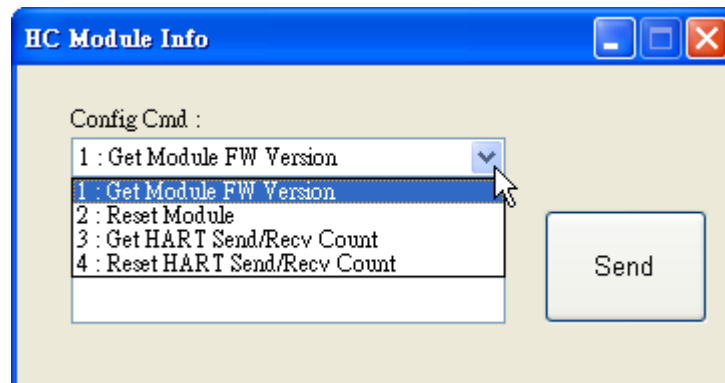 HC Module Info
Config Cmd :
1 : Get Module FW Version
1 : Get Module FW Version
2 : Reset Module
3 : Get HART Send/Recv Count
4 : Reset HART Send/Recv Count
Send